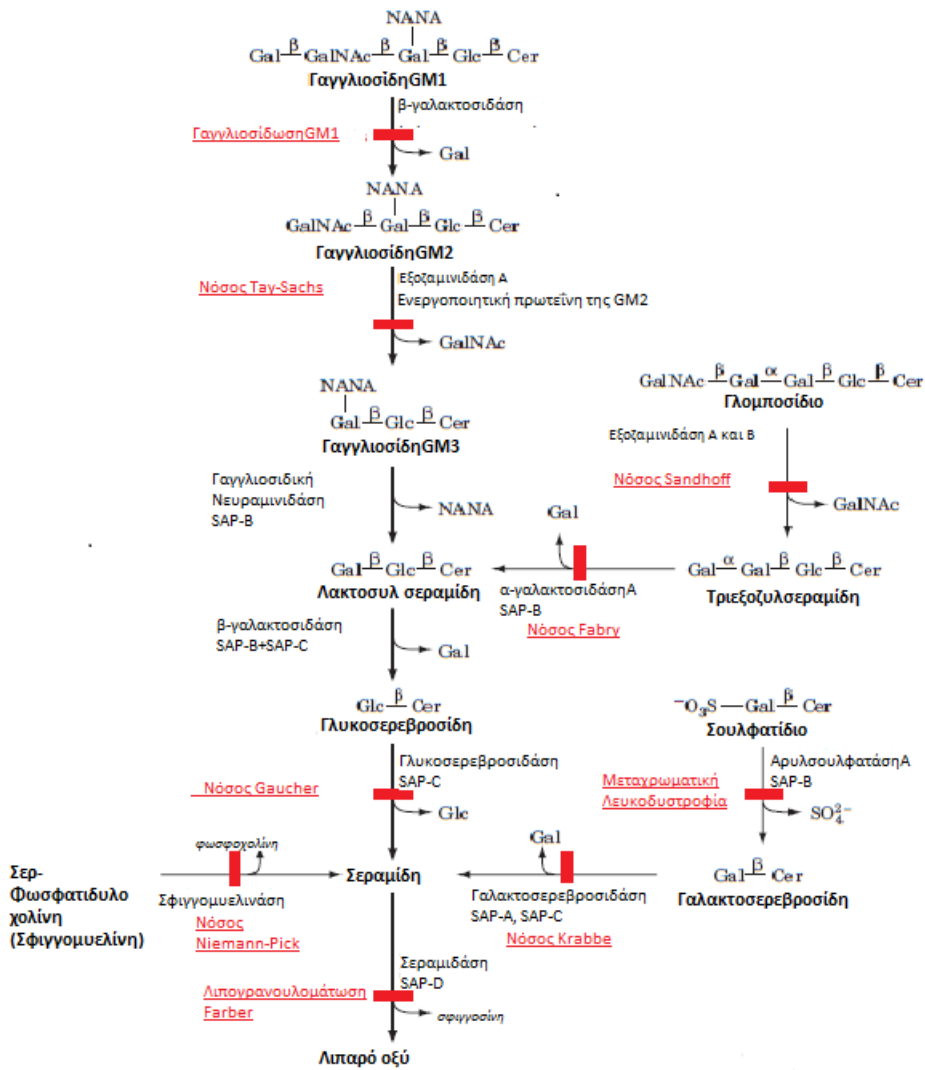 NANA
Gal β GalNAc β Gal β Glc β Cer
ΓαγγλιοσίδηGM1
β-γαλακτοσιδάση
ΓαγγλιοσίδωσηGM1
Gal
NANA
GalNAc β Gal β Glc β Cer
ΓαγγλιοσίδηGM2
Νόσος Tay-Sachs
Εξοζαμινιδάση Α
Ενεργοποιητική πρωτεΐνη της GM2
GalNAc
NANA
Gal β Glc β Cer
ΓαγγλιοσίδηGM3
GalNAc β Gal α Gal β Glc β Cer
Γλομποσίδιο
Εξοζαμινιδάση Α και Β
Νόσος Sandhoff
GalNAc
Γαγγλιοσιδική
Νευραμινιδάση
SAP-B
NANA
Gal
Gal β Glc β Cer
Λακτοσυλ σεραμίδη
α-γαλακτοσιδάσηΑ
SAP-B
Νόσος Fabry
Gal α Gal β Glc β Cer
Τριεξοζυλσεραμίδη
β-γαλακτοσιδάση
SAP-B+SAP-C
Gal
Glc β Cer
Γλυκοσερεβροσίδη
⁻O₃S — Gal β Cer
Σουλφατίδιο
Γλυκοσερεβροσιδάση
SAP-C
Νόσος Gaucher
Glc
Μεταχρωματική
Λευκοδυστροφία
ΑρυλσουλφατάσηΑ
SAP-B
SO₄²⁻
Σερ-
Φωσφατιδυλο
χολίνη
(Σφιγγομυελίνη)
φωσφοχολίνη
Σφιγγομυελινάση
Νόσος
Niemann-Pick
Σεραμίδη
Gal
Γαλακτοσερεβροσιδάση
SAP-A, SAP-C
Νόσος Krabbe
Gal β Cer
Γαλακτοσερεβροσίδη
Σεραμιδάση
SAP-D
Λιπογρανουλομάτωση
Farber
σφιγγοσίνη
Λιπαρό οξύ